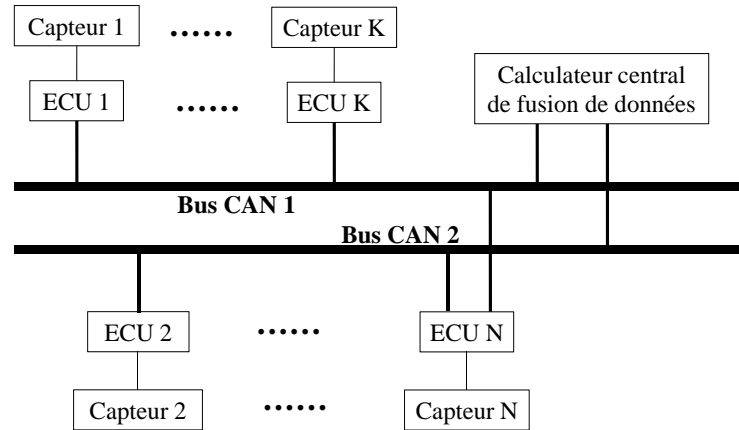 Capteur 1 ...... Capteur K
ECU 1 ...... ECU K
Calculateur central
de fusion de données
Bus CAN 1
Bus CAN 2
ECU 2 ...... ECU N
Capteur 2 ...... Capteur N